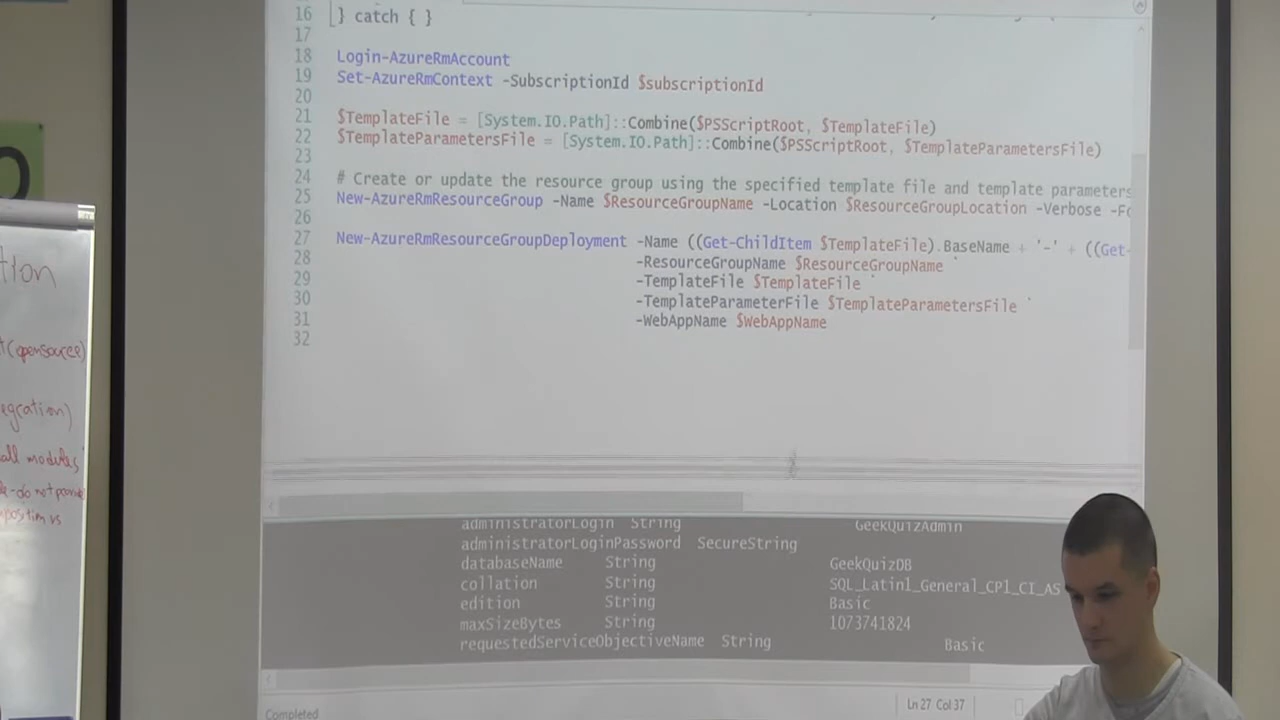 16 } catch { }
17
18 Login-AzureRmAccount
19 Set-AzureRmContext -SubscriptionId $subscriptionId
20
21 $TemplateFile = [System.IO.Path]::Combine($PSScriptRoot, $TemplateFile)
22 $TemplateParametersFile = [System.IO.Path]::Combine($PSScriptRoot, $TemplateParametersFile)
23
24 # Create or update the resource group using the specified template file and template parameters
25 New-AzureRmResourceGroup -Name $ResourceGroupName -Location $ResourceGroupLocation -Verbose -Fo
26
27 New-AzureRmResourceGroupDeployment -Name ((Get-ChildItem $TemplateFile).BaseName + '-' + ((Get-
28 -ResourceGroupName $ResourceGroupName `
29 -TemplateFile $TemplateFile `
30 -TemplateParameterFile $TemplateParametersFile `
31 -WebAppName $WebAppName
32
administratorLogin String GeekQuizAdmin
administratorLoginPassword SecureString
databaseName String GeekQuizDB
collation String SQL_Latin1_General_CP1_CI_AS
edition String Basic
maxSizeBytes String 1073741824
requestedServiceObjectiveName String Basic
Completed
Ln 27 Col 37
tion
t(opensource)
egration)
all modules
do not